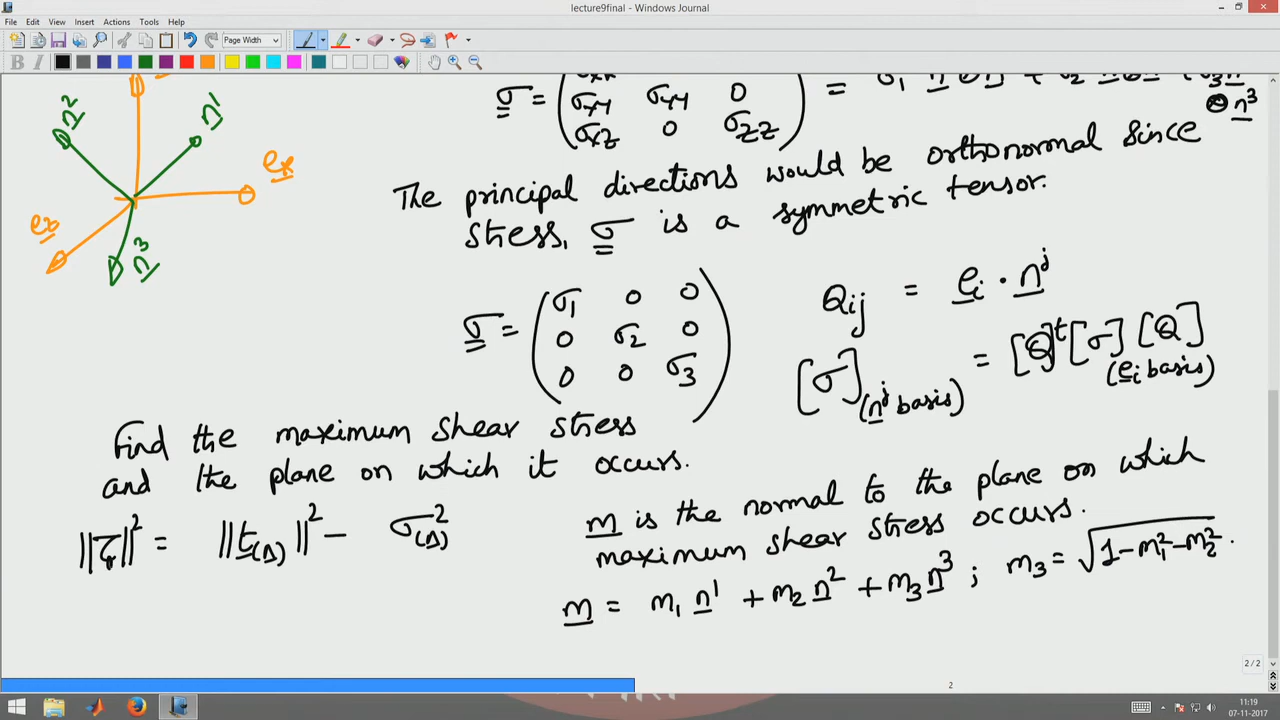 lecture9final - Windows Journal
File Edit View Insert Actions Tools Help
Page Width
B I
n² n¹ eₓ n³
σ = ( σxy σyy 0 = σ1 n⊗n + σ2 n⊗n + σ3 n
σxz 0 σzz ) ⊗ n³
The principal directions would be orthonormal since
stress, σ is a symmetric tensor.
σ = ( σ1 0 0
0 σ2 0
0 0 σ3 )
Qij = ei · n^j
[σ](n^j basis) = [Q]^t [σ] [Q] (ei basis)
Find the maximum shear stress
and the plane on which it occurs.
||τ||² = ||t(n)||² - σ(n)²
m is the normal to the plane on which
maximum shear stress occurs.
m = m1 n¹ + m2 n² + m3 n³ ; m3 = √(1-m1²-m2²) .
2/2
2
11:19
07-11-2017